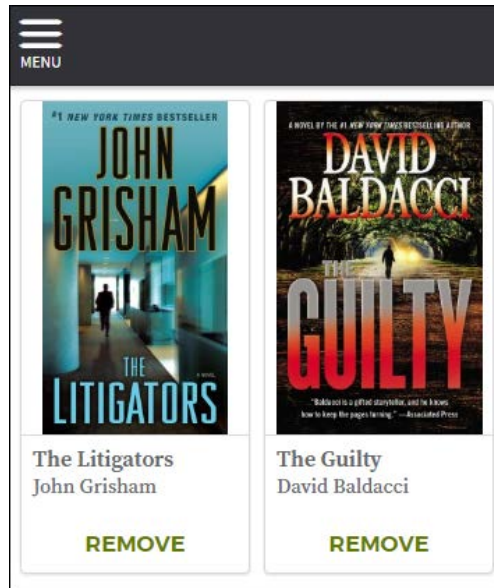 MENU
#1 NEW YORK TIMES BESTSELLER
JOHN
GRISHAM
THE
A NOVEL
LITIGATORS
The Litigators
John Grisham
REMOVE
A NOVEL BY THE #1 NEW YORK TIMES BESTSELLING AUTHOR
DAVID
BALDACCI
THE
GUILTY
"Baldacci is a gifted storyteller, and he knows
how to keep the pages turning." —Associated Press
The Guilty
David Baldacci
REMOVE